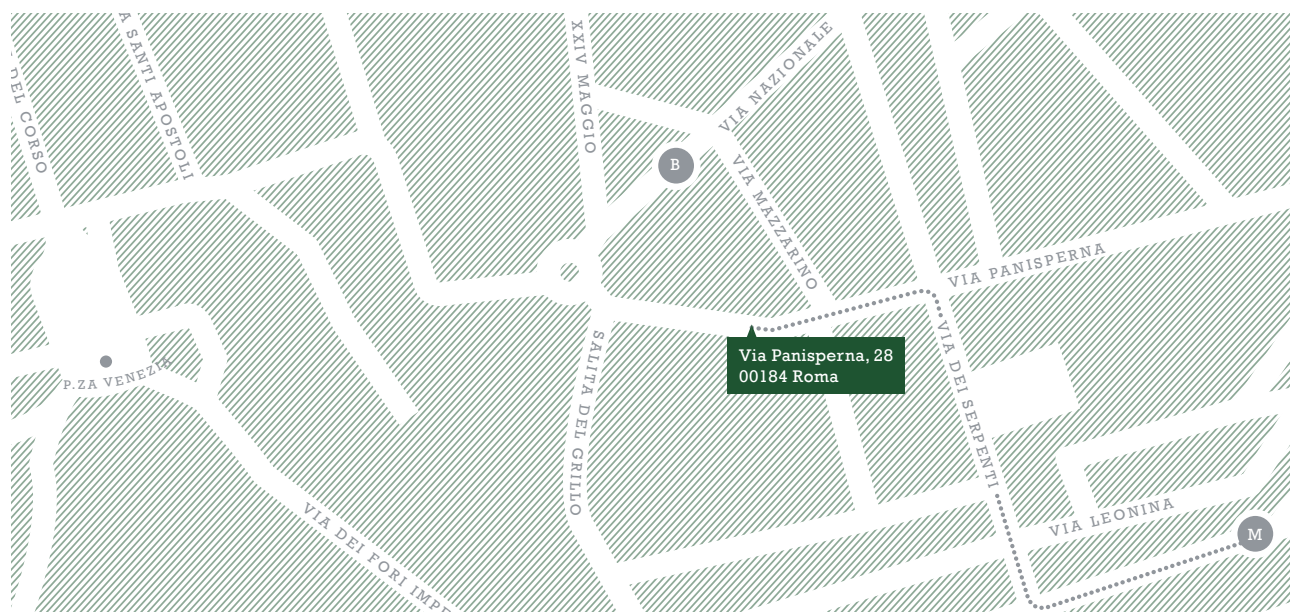 DEL CORSO
A SANTI APOSTOLI
XXIV MAGGIO
VIA NAZIONALE
B
VIA MAZZARINO
VIA PANISPERNA
Via Panisperna, 28
00184 Roma
P.ZA VENEZIA
SALITA DEL GRILLO
VIA DEI SERPENTI
VIA DEI FORI IMPE
VIA LEONINA
M